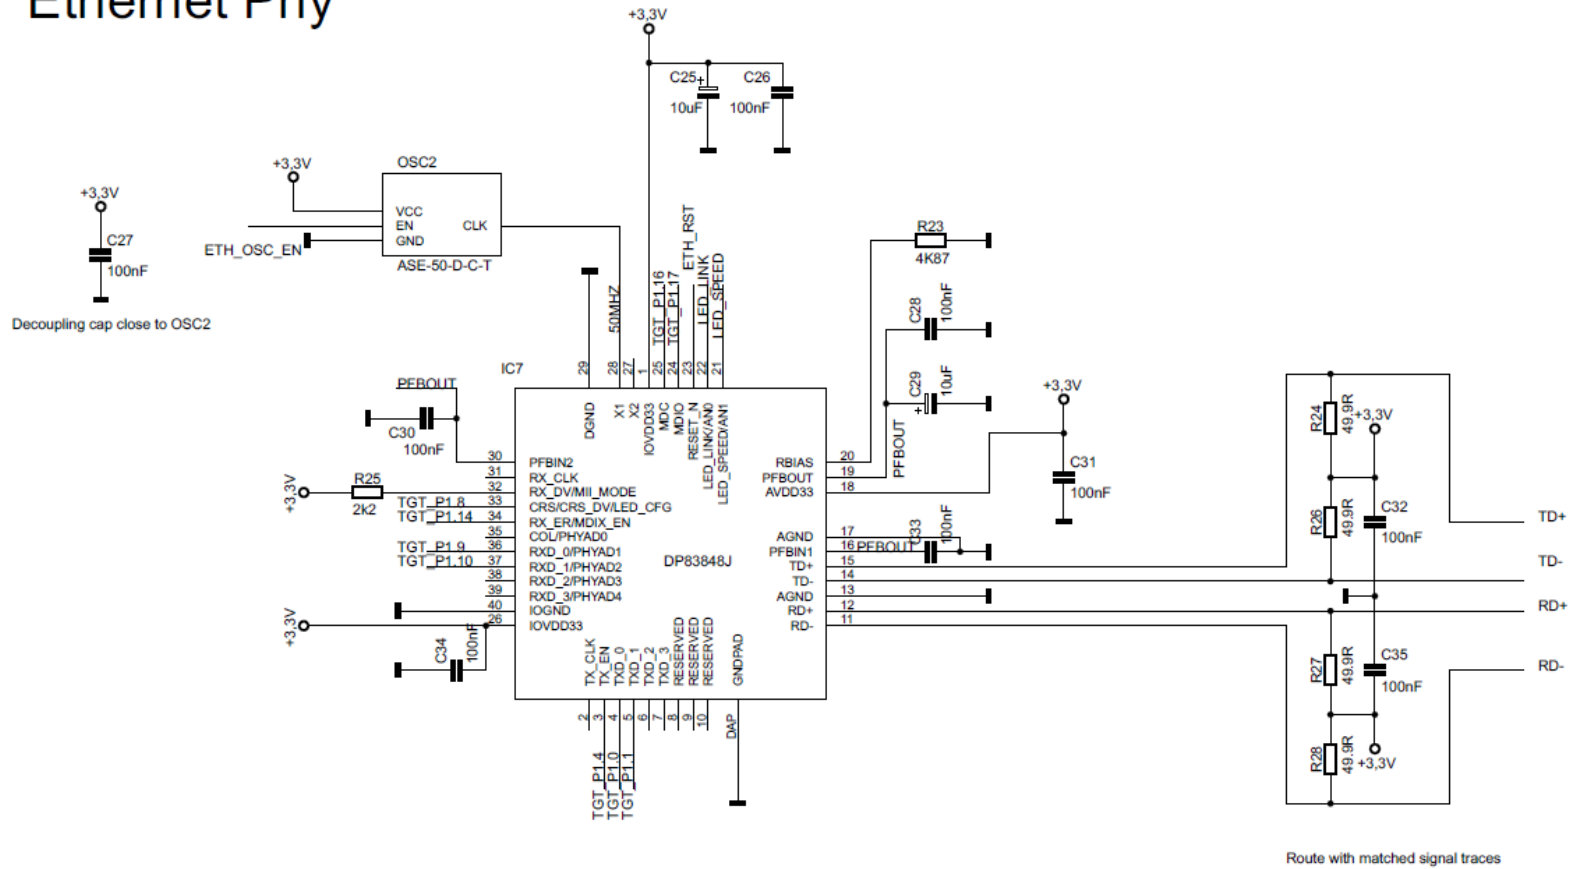 Ethernet Phy
+3,3V
C25 + C26
10uF 100nF
OSC2
+3,3V
VCC
EN CLK
GND
ETH_OSC_EN
ASE-50-D-C-T
+3,3V
C27
100nF
Decoupling cap close to OSC2
50MHZ
TGT_P1.16
TGT_P1.17
ETH_RST
LED_LINK
LED_SPEED
R23
4K87
C28
100nF
C29
10uF
+
PFBOUT
+3,3V
C31
100nF
IC7
29 28 27 1 25 24 23 22 21
DGND
X1
X2
IOVDD33
MDC
MDIO
RESET_N
LED_LINK/AN0
LED_SPEED/AN1
PFBOUT
C30
100nF
+3,3V
R25
2k2
TGT_P1.8
TGT_P1.14
TGT_P1.9
TGT_P1.10
+3,3V
C34
100nF
30 PFBIN2
31 RX_CLK
32 RX_DV/MII_MODE
33 CRS/CRS_DV/LED_CFG
34 RX_ER/MDIX_EN
35 COL/PHYAD0
36 RXD_0/PHYAD1
37 RXD_1/PHYAD2
38 RXD_2/PHYAD3
39 RXD_3/PHYAD4
40 IOGND
26 IOVDD33
DP83848J
RBIAS 20
PFBOUT 19
AVDD33 18
AGND 17
PFBIN1 16 PFBOUT
C33
100nF
TD+ 15
TD- 14
AGND 13
RD+ 12
RD- 11
TX_CLK
TX_EN
TXD_0
TXD_1
TXD_2
TXD_3
RESERVED
RESERVED
RESERVED
GNDPAD
2 3 4 5 6 7 8 9 10 DAP
TGT_P1.4
TGT_P1.0
TGT_P1.1
R24
49.9R
+3,3V
R26
49.9R
C32
100nF
TD+
TD-
RD+
RD-
R27
49.9R
C35
100nF
R28
49.9R
+3,3V
Route with matched signal traces